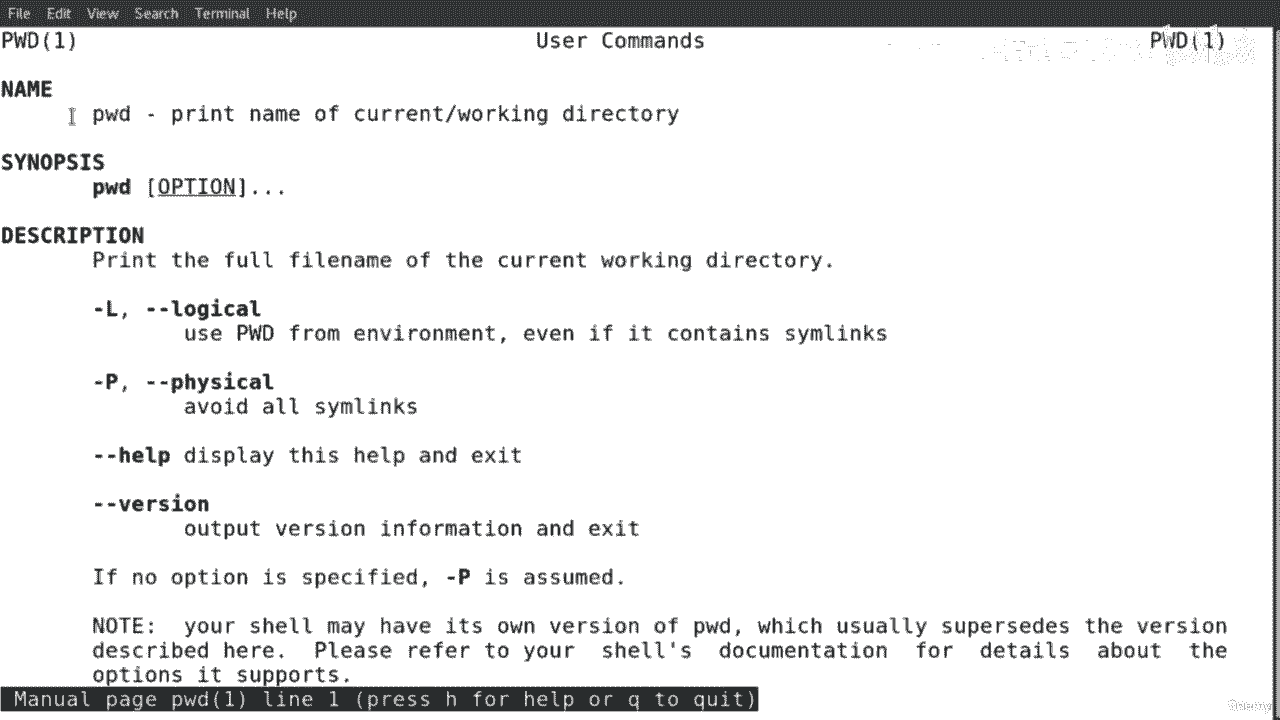 File Edit View Search Terminal Help
PWD(1) User Commands PWD(1)
NAME
pwd - print name of current/working directory
SYNOPSIS
pwd [OPTION]...
DESCRIPTION
Print the full filename of the current working directory.
-L, --logical
use PWD from environment, even if it contains symlinks
-P, --physical
avoid all symlinks
--help display this help and exit
--version
output version information and exit
If no option is specified, -P is assumed.
NOTE: your shell may have its own version of pwd, which usually supersedes the version
described here. Please refer to your shell's documentation for details about the
options it supports.
Manual page pwd(1) line 1 (press h for help or q to quit)